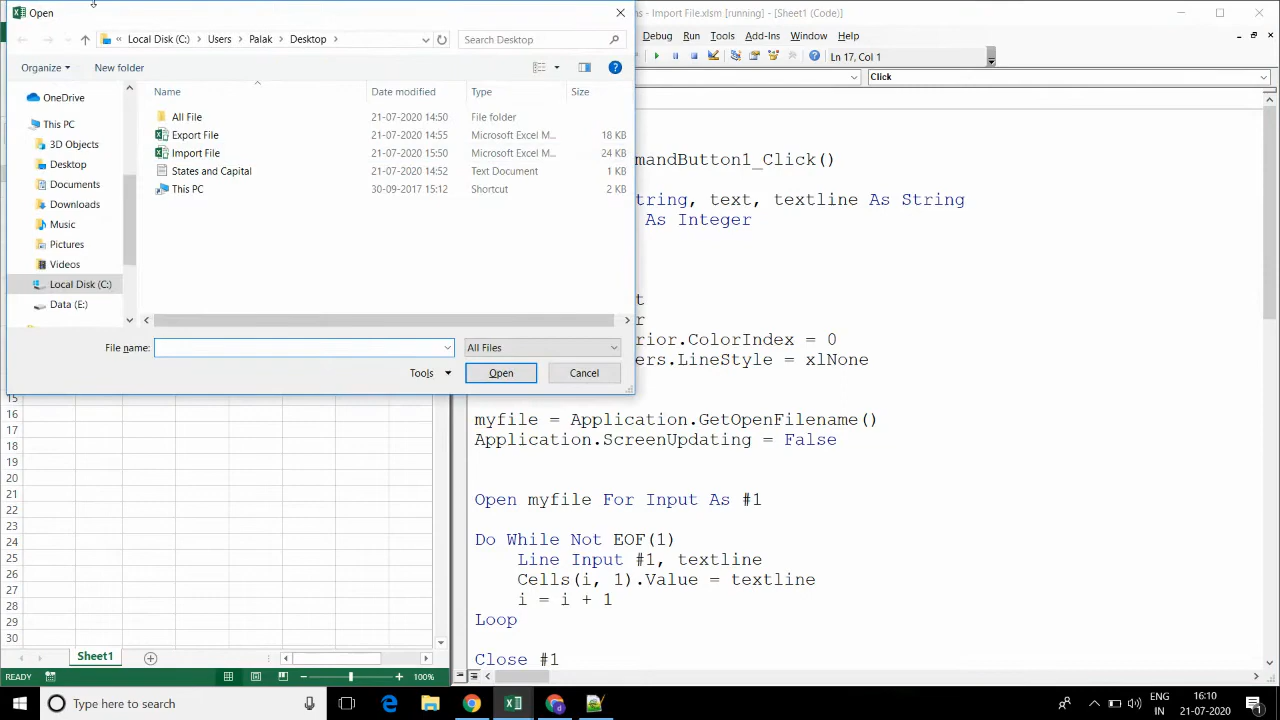 Open
ns - Import File.xlsm [running] - [Sheet1 (Code)]
« Local Disk (C:) > Users > Palak > Desktop >
Search Desktop
Debug Run Tools Add-Ins Window Help
Organize New folder
Ln 17, Col 1
Click
Name Date modified Type Size
OneDrive
This PC
3D Objects
Desktop
Documents
Downloads
Music
Pictures
Videos
Local Disk (C:)
Data (E:)
All File 21-07-2020 14:50 File folder
Export File 21-07-2020 14:55 Microsoft Excel M... 18 KB
Import File 21-07-2020 15:50 Microsoft Excel M... 24 KB
States and Capital 21-07-2020 14:52 Text Document 1 KB
This PC 30-09-2017 15:12 Shortcut 2 KB
File name: All Files
Tools Open Cancel
mandButton1_Click()
tring, text, textline As String
As Integer
t
r
rior.ColorIndex = 0
ers.LineStyle = xlNone
myfile = Application.GetOpenFilename()
Application.ScreenUpdating = False
Open myfile For Input As #1
Do While Not EOF(1)
Line Input #1, textline
Cells(i, 1).Value = textline
i = i + 1
Loop
Close #1
15
16
17
18
19
20
21
22
23
24
25
26
27
28
29
30
Sheet1
READY 100%
Type here to search
ENG
IN
16:10
21-07-2020
1